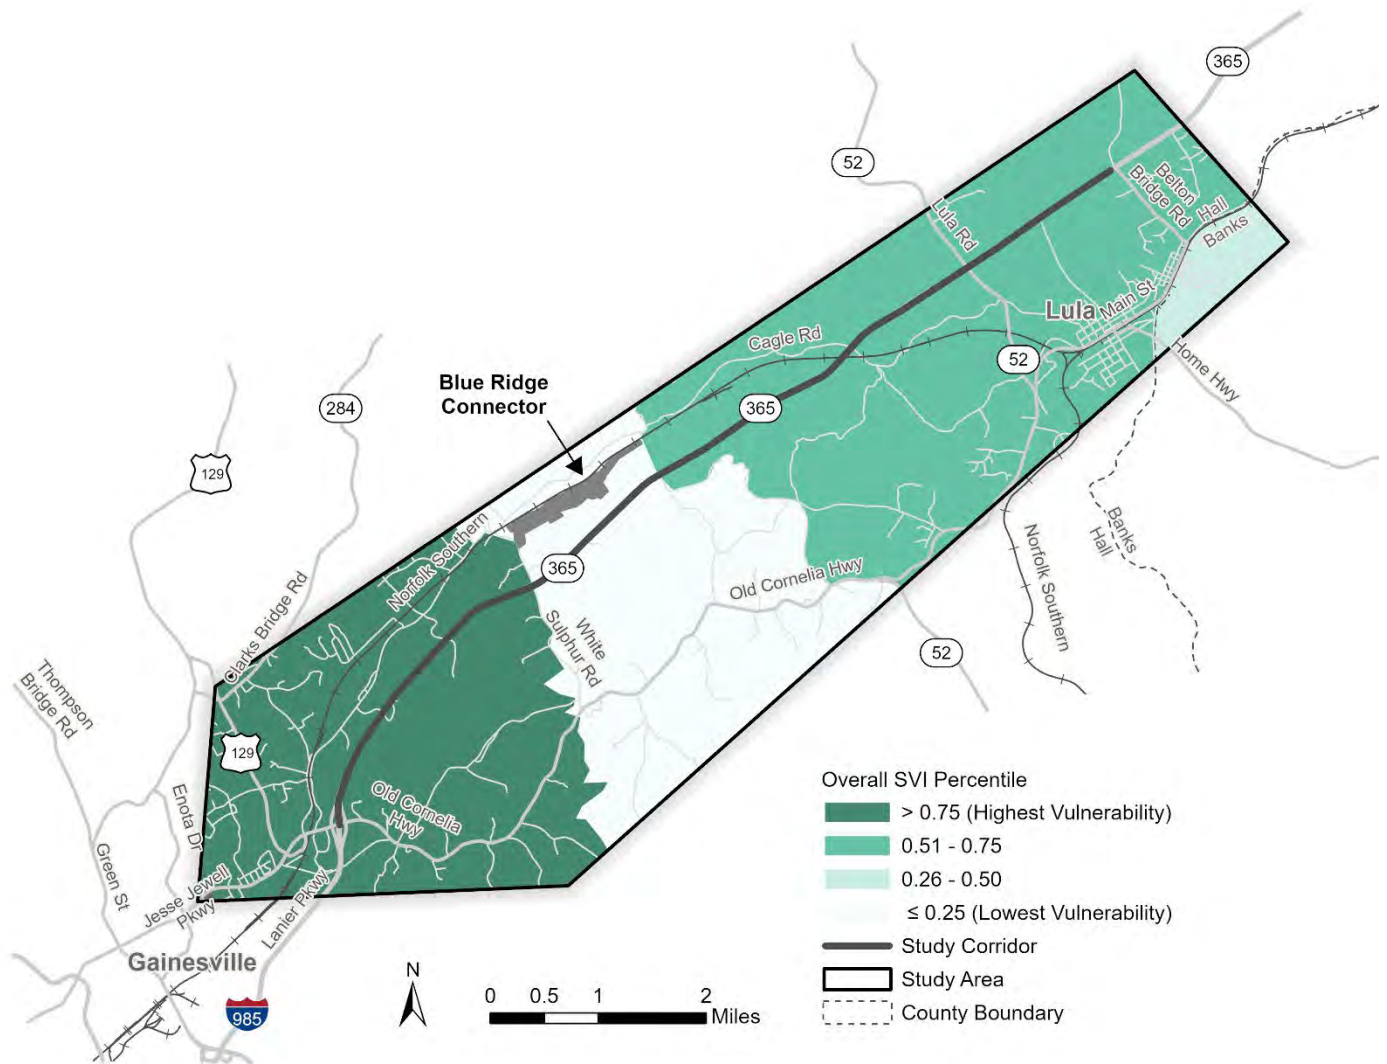 365
52
Lula Rd
Belton
Bridge Rd
Hall
Banks
Main St
Lula
Cagle Rd
52
Home Hwy
Blue Ridge
Connector
284
365
129
Norfolk Southern
365
Banks
Hall
Old Cornelia Hwy
Norfolk Southern
Clarks Bridge Rd
White
Sulphur Rd
52
Thompson
Bridge Rd
129
Enota Dr
Old Cornelia
Hwy
Green St
Jesse Jewell
Pkwy
Lanier Pkwy
Gainesville
985
N
0 0.5 1 2
Miles
Overall SVI Percentile
> 0.75 (Highest Vulnerability)
0.51 - 0.75
0.26 - 0.50
≤ 0.25 (Lowest Vulnerability)
Study Corridor
Study Area
County Boundary